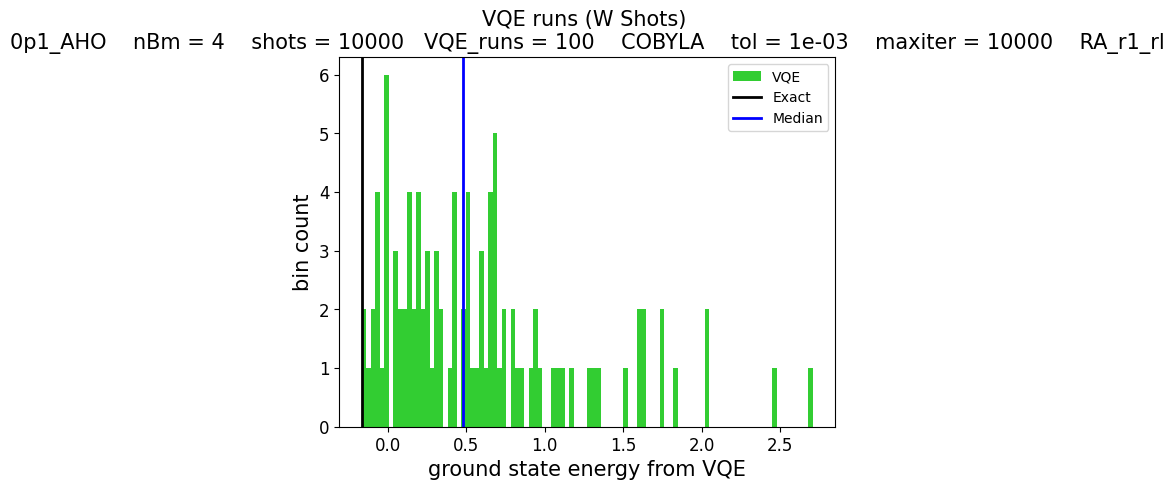 VQE runs (W Shots)
0p1_AHO nBm = 4 shots = 10000 VQE_runs = 100 COBYLA tol = 1e-03 maxiter = 10000 RA_r1_rl
6
5
4
3
2
1
0
bin count
VQE
Exact
Median
0.0 0.5 1.0 1.5 2.0 2.5
ground state energy from VQE